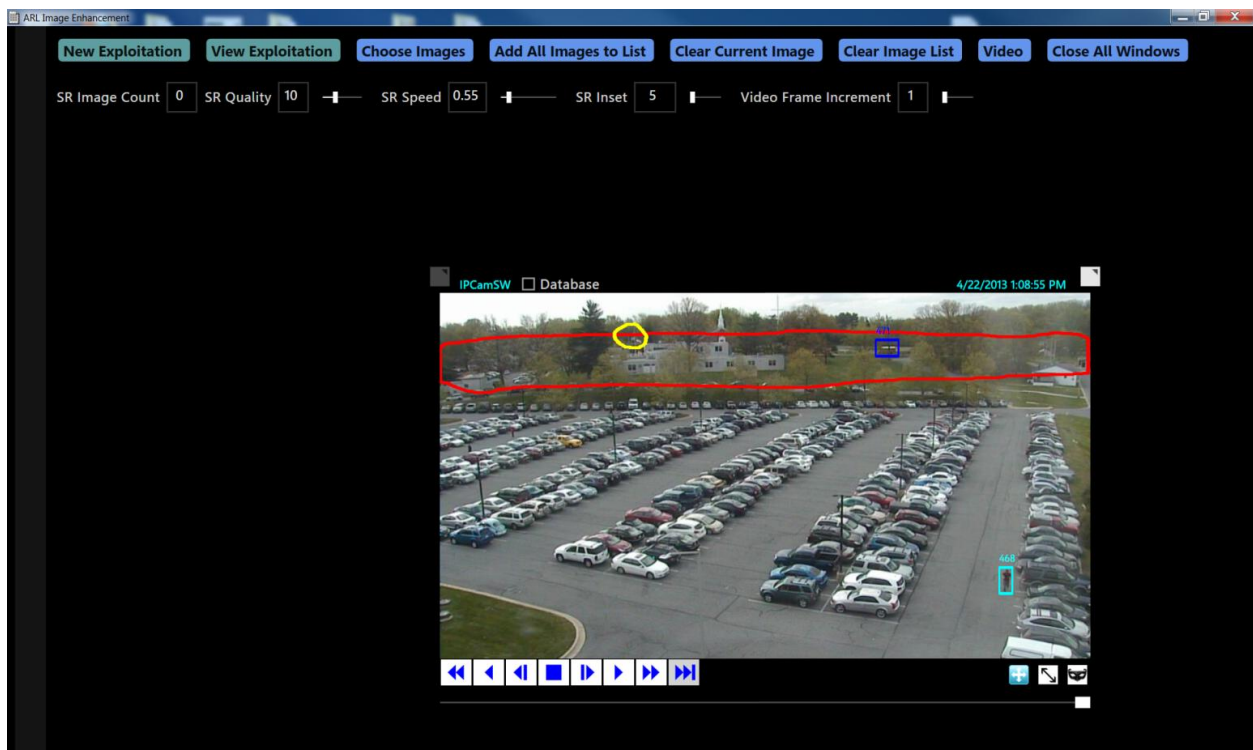 ARL Image Enhancement
New Exploitation View Exploitation Choose Images Add All Images to List Clear Current Image Clear Image List Video Close All Windows
SR Image Count 0 SR Quality 10 SR Speed 0.55 SR Inset 5 Video Frame Increment 1
IPCamSW Database 4/22/2013 1:08:55 PM
468